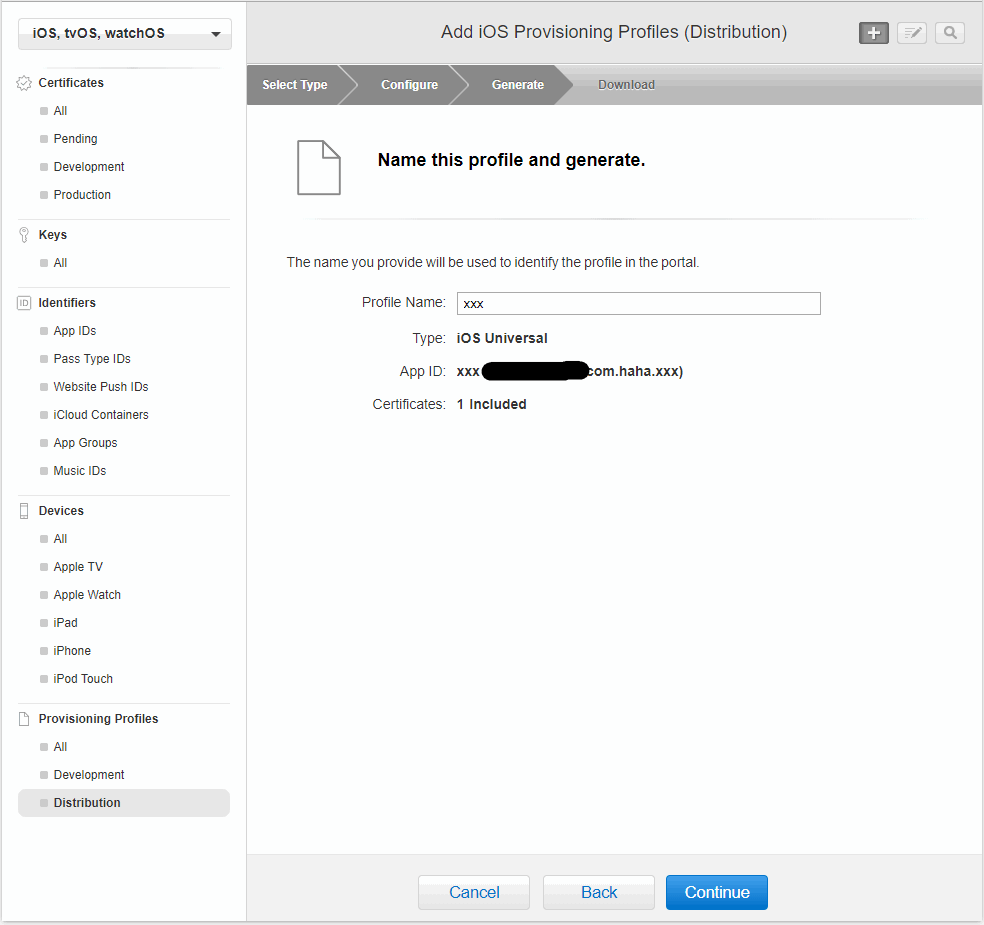 iOS, tvOS, watchOS
Add iOS Provisioning Profiles (Distribution)
Select Type
Configure
Generate
Download
Certificates
All
Pending
Development
Production
Keys
All
ID Identifiers
App IDs
Pass Type IDs
Website Push IDs
iCloud Containers
App Groups
Music IDs
Devices
All
Apple TV
Apple Watch
iPad
iPhone
iPod Touch
Provisioning Profiles
All
Development
Distribution
Name this profile and generate.
The name you provide will be used to identify the profile in the portal.
Profile Name: xxx
Type: iOS Universal
App ID: xxx com.haha.xxx)
Certificates: 1 Included
Cancel
Back
Continue